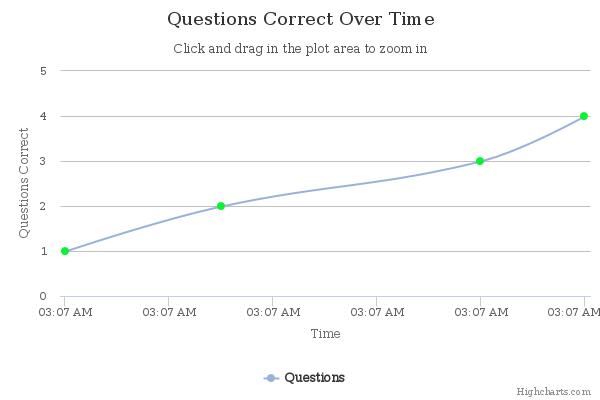 Questions Correct Over Time
Click and drag in the plot area to zoom in
Questions Correct
5
4
3
2
1
0
03:07 AM 03:07 AM 03:07 AM 03:07 AM 03:07 AM 03:07 AM
Time
Questions
Highcharts.com